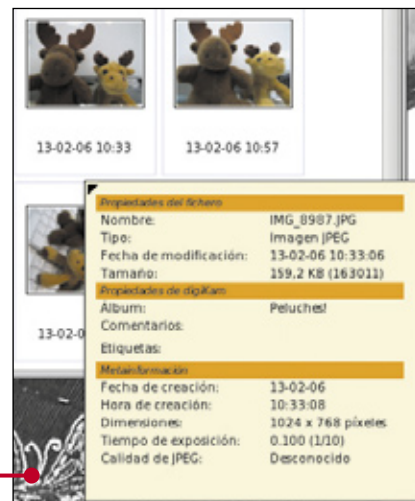 13-02-06 10:33
13-02-06 10:57
13-02-0
Propiedades del fichero
Nombre: IMG_8987.JPG
Tipo: Imagen JPEG
Fecha de modificación: 13-02-06 10:33:06
Tamaño: 159,2 KB (163011)
Propiedades de digiKam
Álbum: Peluches!
Comentarios:
Etiquetas:
Metainformación
Fecha de creación: 13-02-06
Hora de creación: 10:33:08
Dimensiones: 1024 x 768 píxeles
Tiempo de exposición: 0.100 (1/10)
Calidad de JPEG: Desconocido